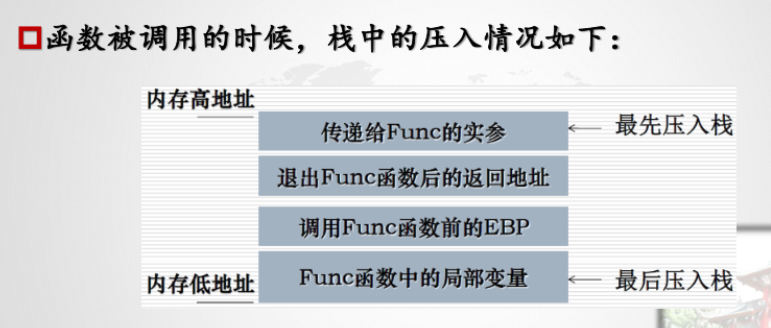 函数被调用的时候，栈中的压入情况如下：
内存高地址
传递给Func的实参
最先压入栈
退出Func函数后的返回地址
调用Func函数前的EBP
内存低地址
Func函数中的局部变量
最后压入栈